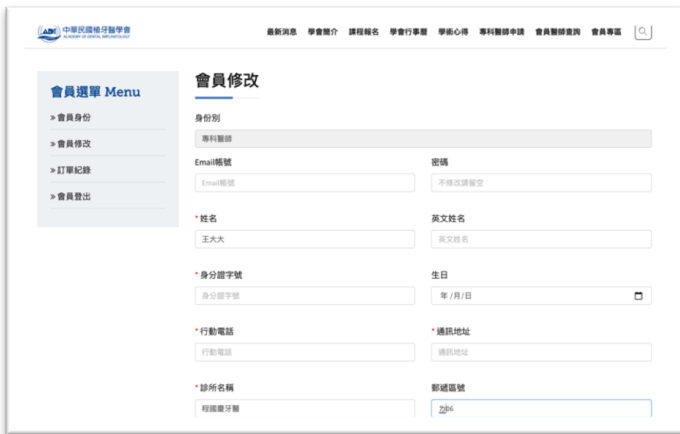 中華民國植牙醫學會
ACADEMY OF DENTAL IMPLANTOLOGY
最新消息 學會簡介 課程報名 學會行事曆 學術心得 專科醫師申請 會員醫師查詢 會員專區
會員選單 Menu
» 會員身份
» 會員修改
» 訂單紀錄
» 會員登出
會員修改
身份別
專科醫師
Email帳號 密碼
Email帳號 不修改請留空
* 姓名 英文姓名
王大大 英文姓名
* 身分證字號 生日
身分證字號 年 /月/日
* 行動電話 * 通訊地址
行動電話 通訊地址
* 診所名稱 郵遞區號
程國慶牙醫